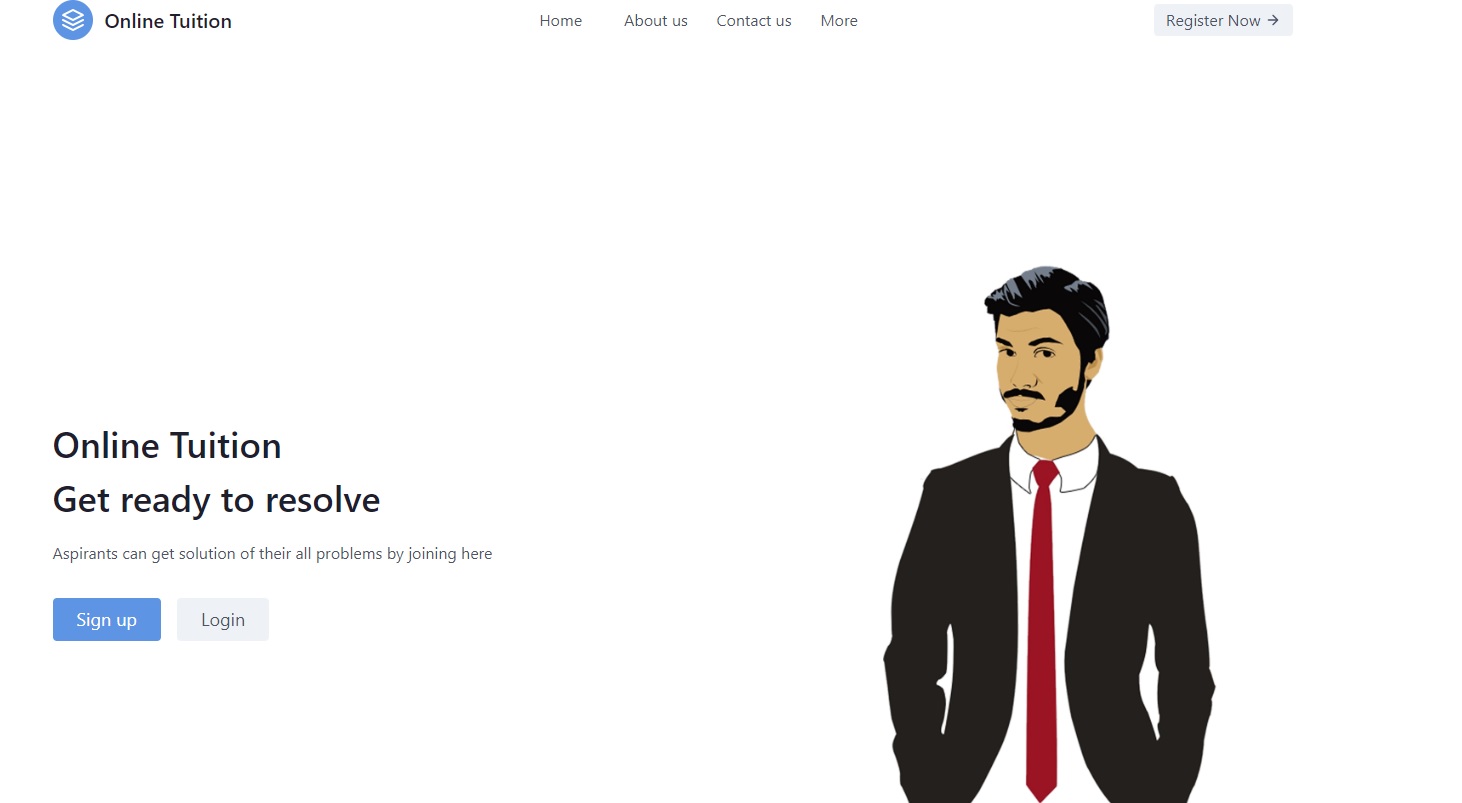 Online Tuition
Home About us Contact us More
Register Now →
Online Tuition
Get ready to resolve
Aspirants can get solution of their all problems by joining here
Sign up
Login